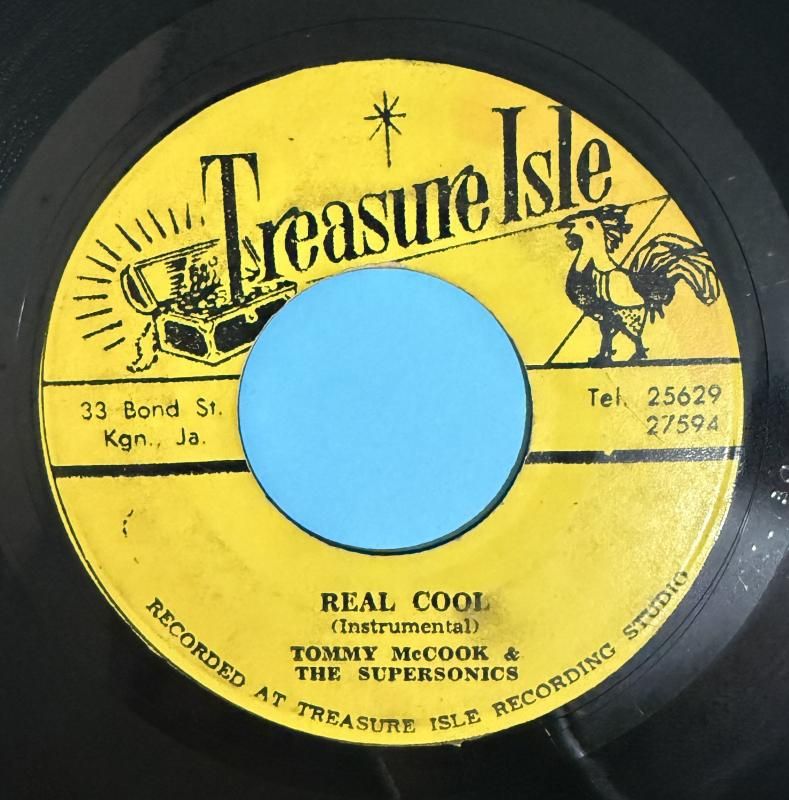 Treasure Isle
33 Bond St.
Kgn., Ja.
Tel. 25629
27594
REAL COOL
(Instrumental)
TOMMY McCOOK &
THE SUPERSONICS
RECORDED AT TREASURE ISLE RECORDING STUDIO